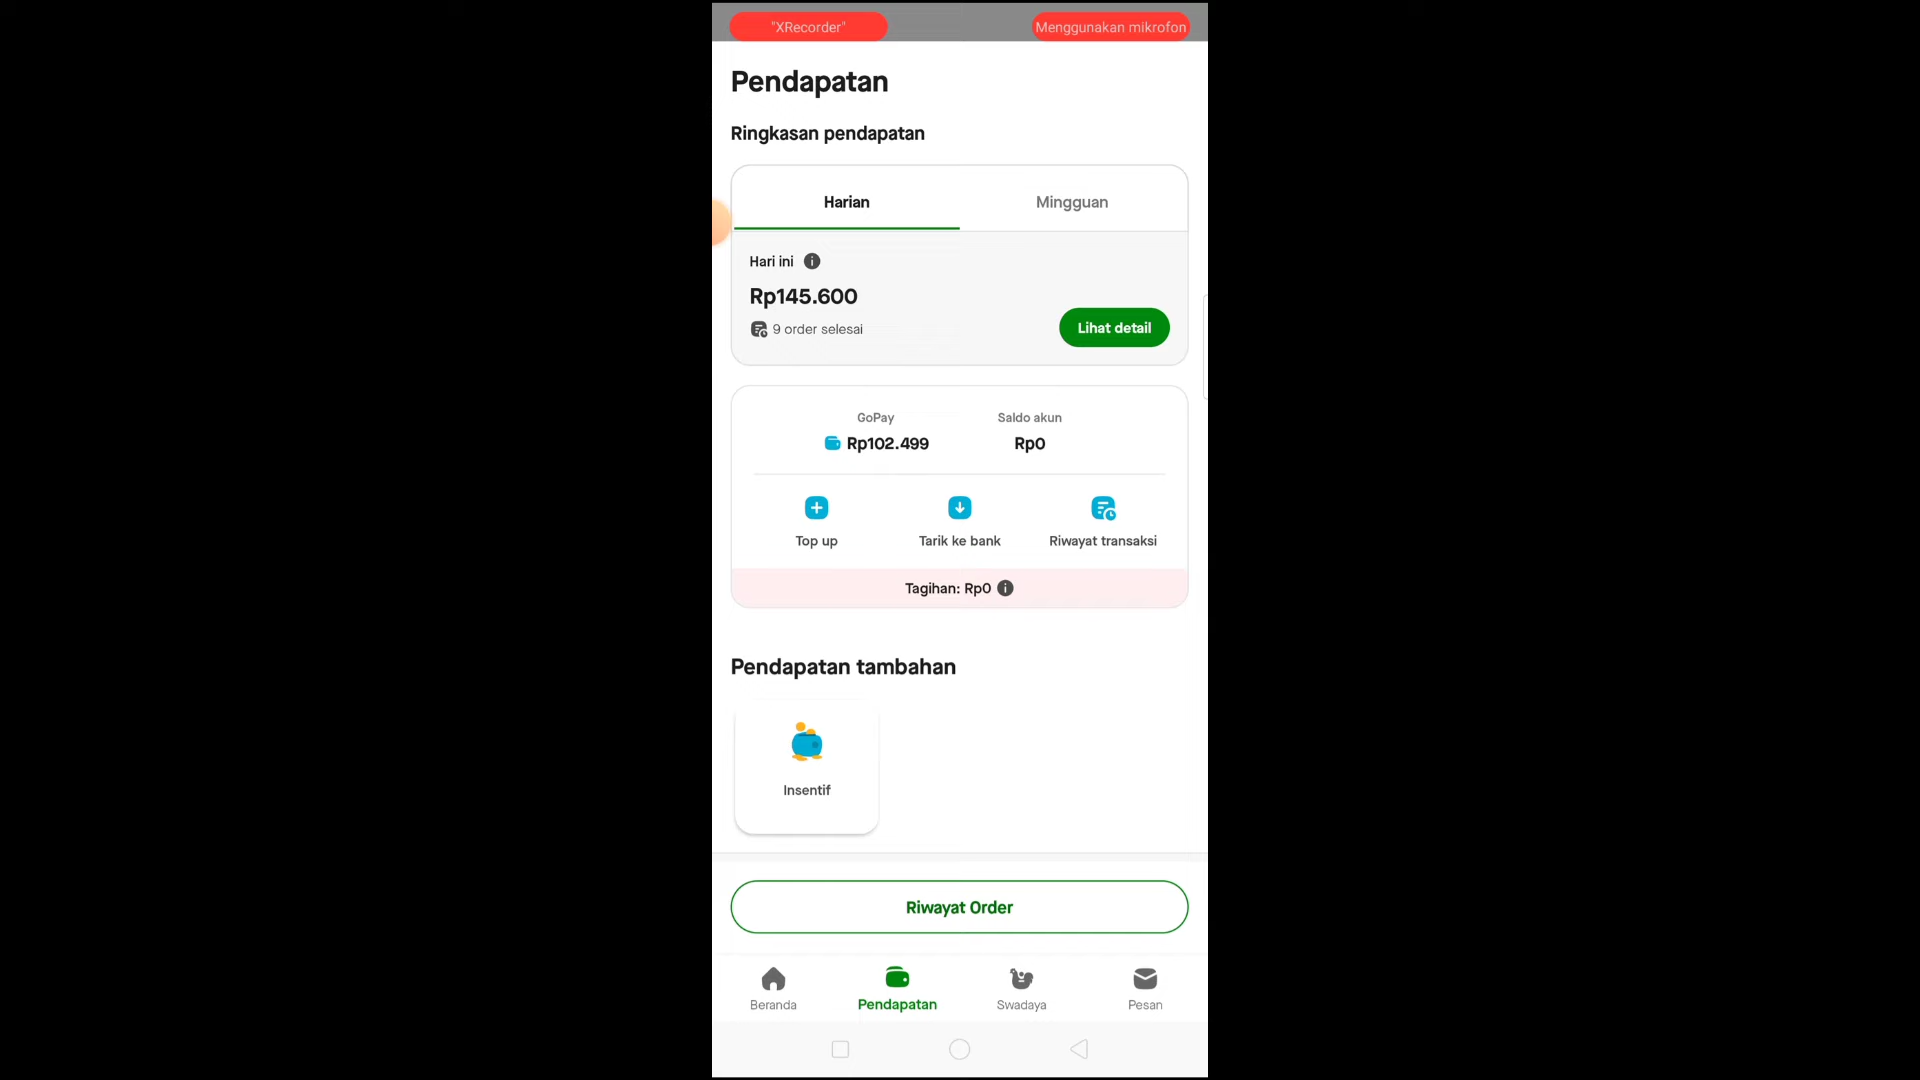 "XRecorder"
Menggunakan mikrofon
Pendapatan
Ringkasan pendapatan
Harian
Mingguan
Hari ini
Rp145.600
9 order selesai
Lihat detail
GoPay
Saldo akun
Rp102.499
Rp0
Top up
Tarik ke bank
Riwayat transaksi
Tagihan: Rp0
Pendapatan tambahan
Insentif
Riwayat Order
Beranda
Pendapatan
Swadaya
Pesan